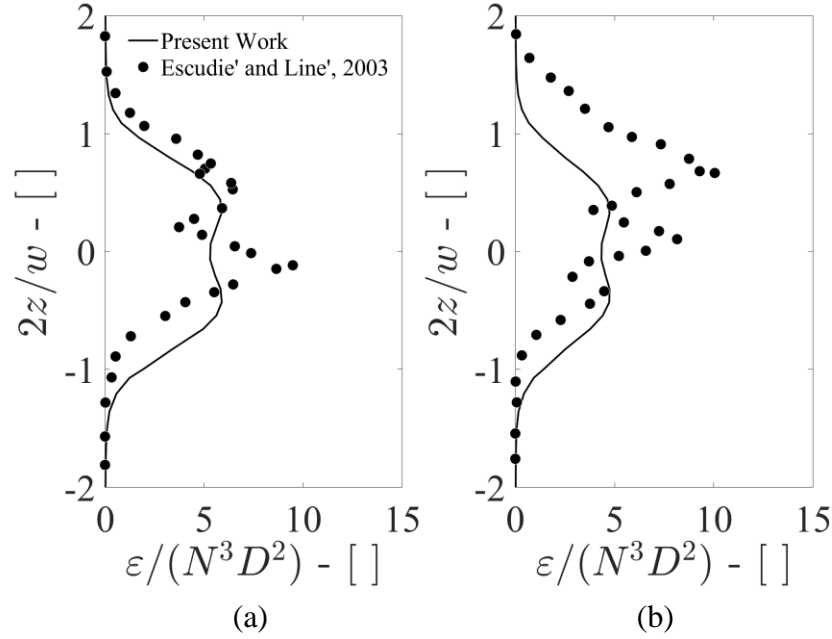 2
1
0
-1
-2
2z/w - [ ]
Present Work
Escudie' and Line', 2003
0 5 10 15
ε/(N³D²) - [ ]
(a)
2
1
0
-1
-2
2z/w - [ ]
0 5 10 15
ε/(N³D²) - [ ]
(b)